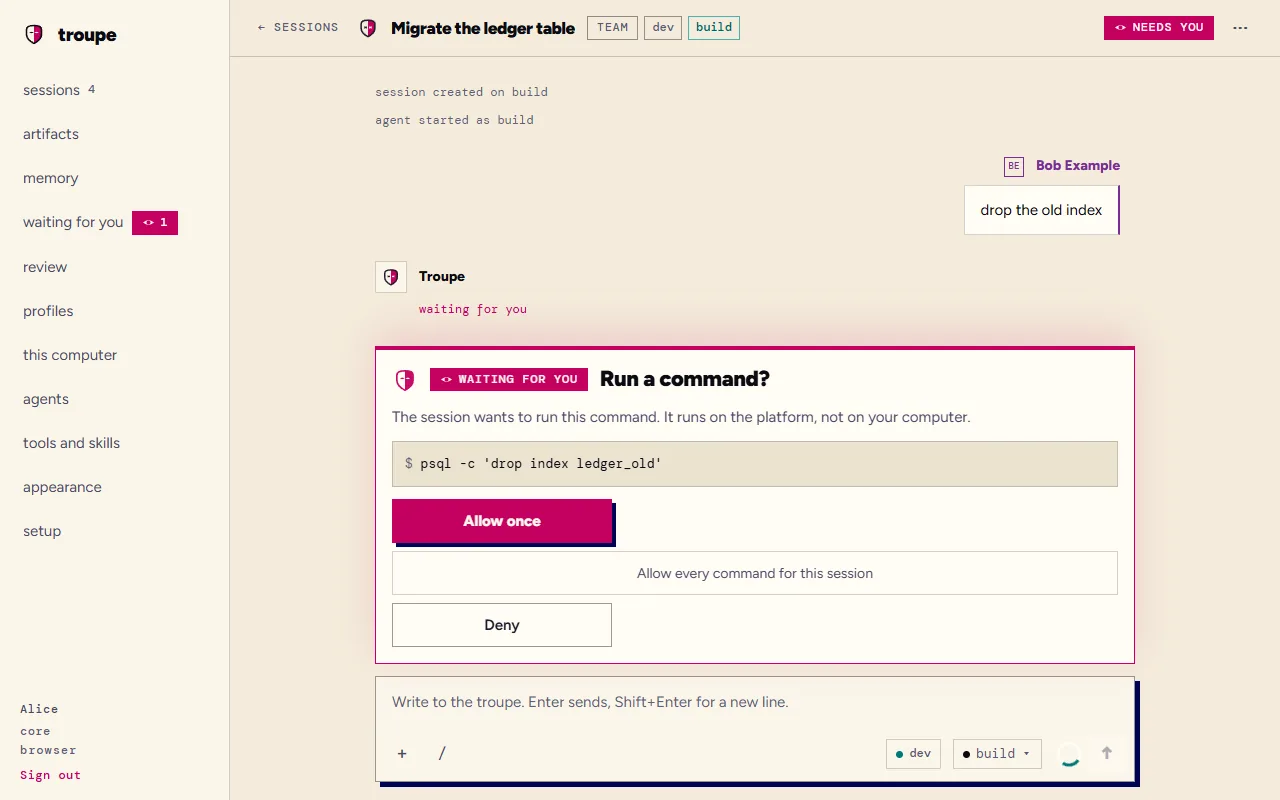 troupe
sessions 4
artifacts
memory
waiting for you 1
review
profiles
this computer
agents
tools and skills
appearance
setup
Alice
core
browser
Sign out
← SESSIONS Migrate the ledger table TEAM dev build NEEDS YOU ...
session created on build
agent started as build
BE Bob Example
drop the old index
Troupe
waiting for you
WAITING FOR YOU Run a command?
The session wants to run this command. It runs on the platform, not on your computer.
$ psql -c 'drop index ledger_old'
Allow once
Allow every command for this session
Deny
Write to the troupe. Enter sends, Shift+Enter for a new line.
+ / dev build